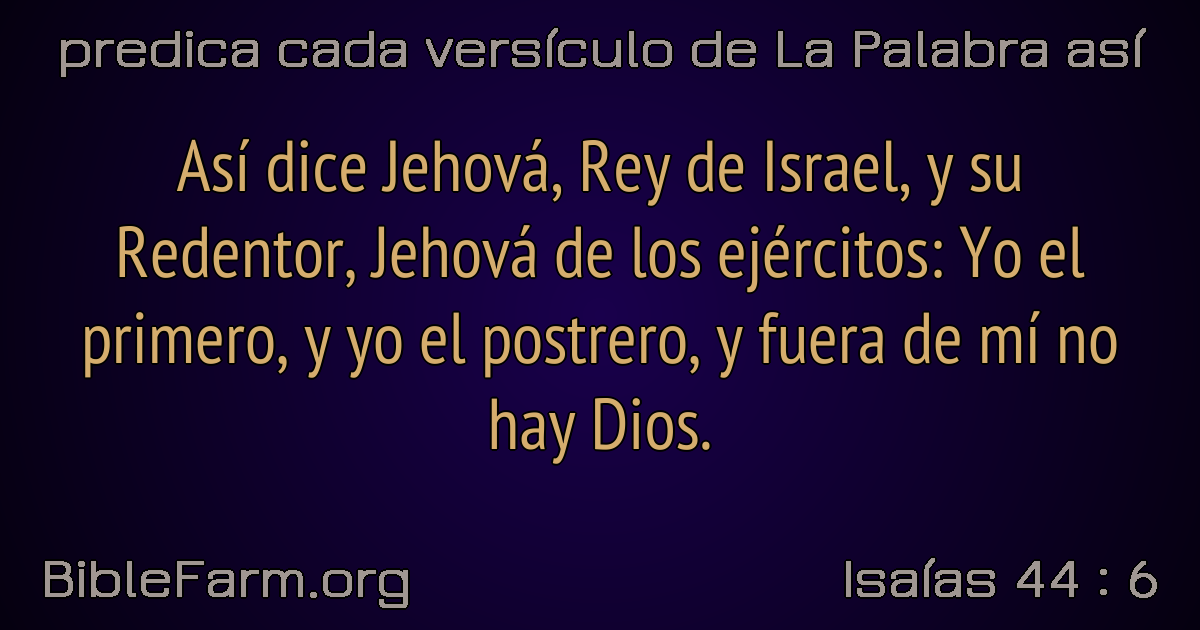 predica cada versículo de La Palabra así
Así dice Jehová, Rey de Israel, y su
Redentor, Jehová de los ejércitos: Yo el
primero, y yo el postrero, y fuera de mí no
hay Dios.
BibleFarm.org
Isaías 44 : 6